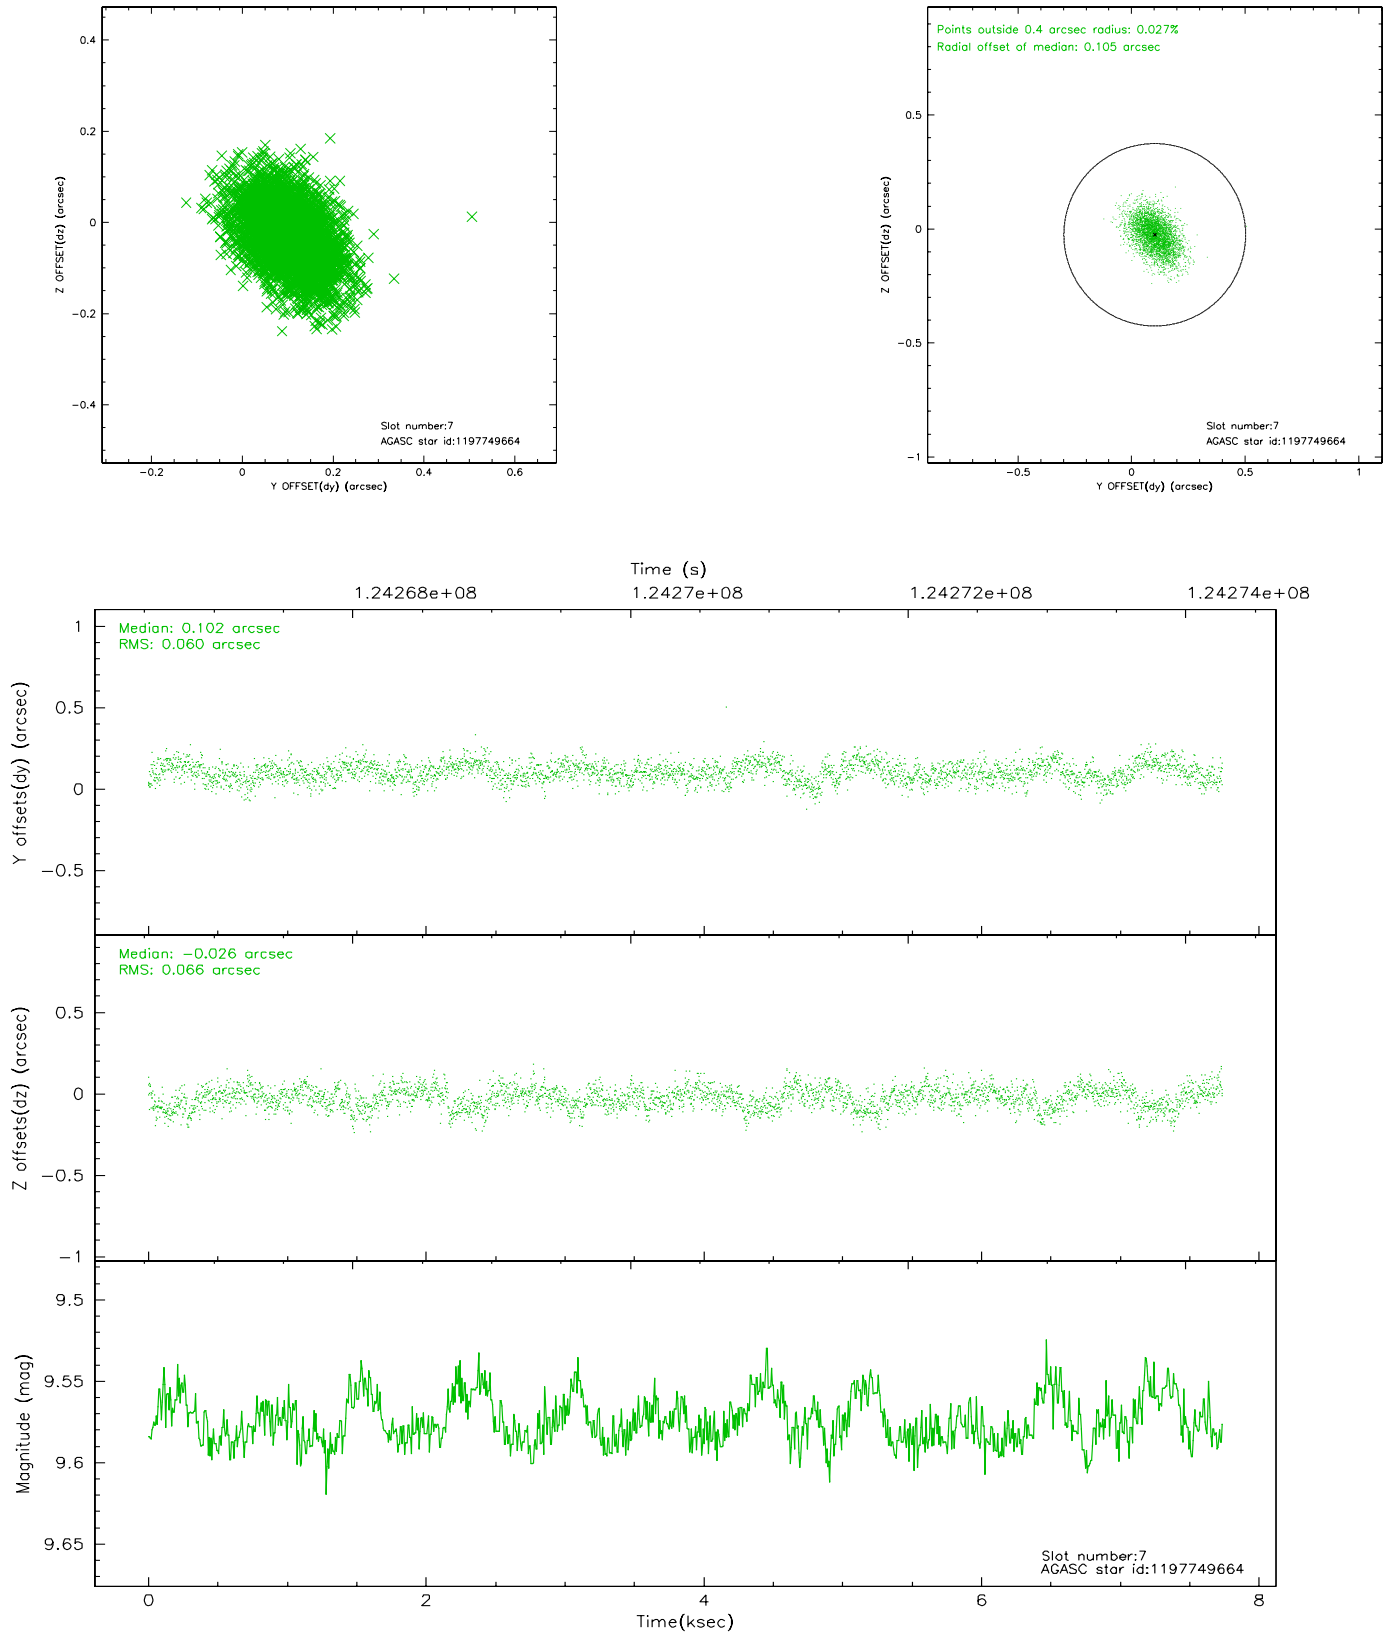 0.4
0.2
0
−0.2
−0.4
Z OFFSET(dz) (arcsec)
Slot number:7
AGASC star id:1197749664
−0.2 0 0.2 0.4 0.6
Y OFFSET(dy) (arcsec)
Points outside 0.4 arcsec radius: 0.027%
Radial offset of median: 0.105 arcsec
0.5
0
−0.5
−1
Z OFFSET(dz) (arcsec)
Slot number:7
AGASC star id:1197749664
−0.5 0 0.5 1
Y OFFSET(dy) (arcsec)
Time (s)
1.24268e+08 1.2427e+08 1.24272e+08 1.24274e+08
Median: 0.102 arcsec
RMS: 0.060 arcsec
1
0.5
0
−0.5
Y offsets(dy) (arcsec)
Median: −0.026 arcsec
RMS: 0.066 arcsec
0.5
0
−0.5
−1
Z offsets(dz) (arcsec)
9.5
9.55
9.6
9.65
Magnitude (mag)
Slot number:7
AGASC star id:1197749664
0 2 4 6 8
Time(ksec)